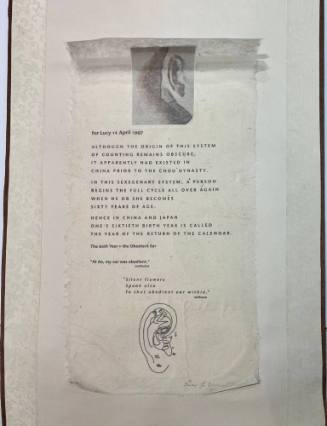 for Lucy 12 April 1997
ALTHOUGH THE ORIGIN OF THIS SYSTEM
OF COUNTING REMAINS OBSCURE,
IT APPARENTLY HAD EXISTED IN
CHINA PRIOR TO THE CHOU DYNASTY.
IN THIS SEXEGENARY SYSTEM, A PERSON
BEGINS THE FULL CYCLE ALL OVER AGAIN
WHEN HE OR SHE BECOMES
SIXTY YEARS OF AGE.
HENCE IN CHINA AND JAPAN
ONE'S SIXTIETH BIRTH YEAR IS CALLED
THE YEAR OF THE RETURN OF THE CALENDAR.
The 60th Year = the Obedient Ear
"At 60, my ear was obedient."
"Silent flowers
Speak also
To that obedient ear within."